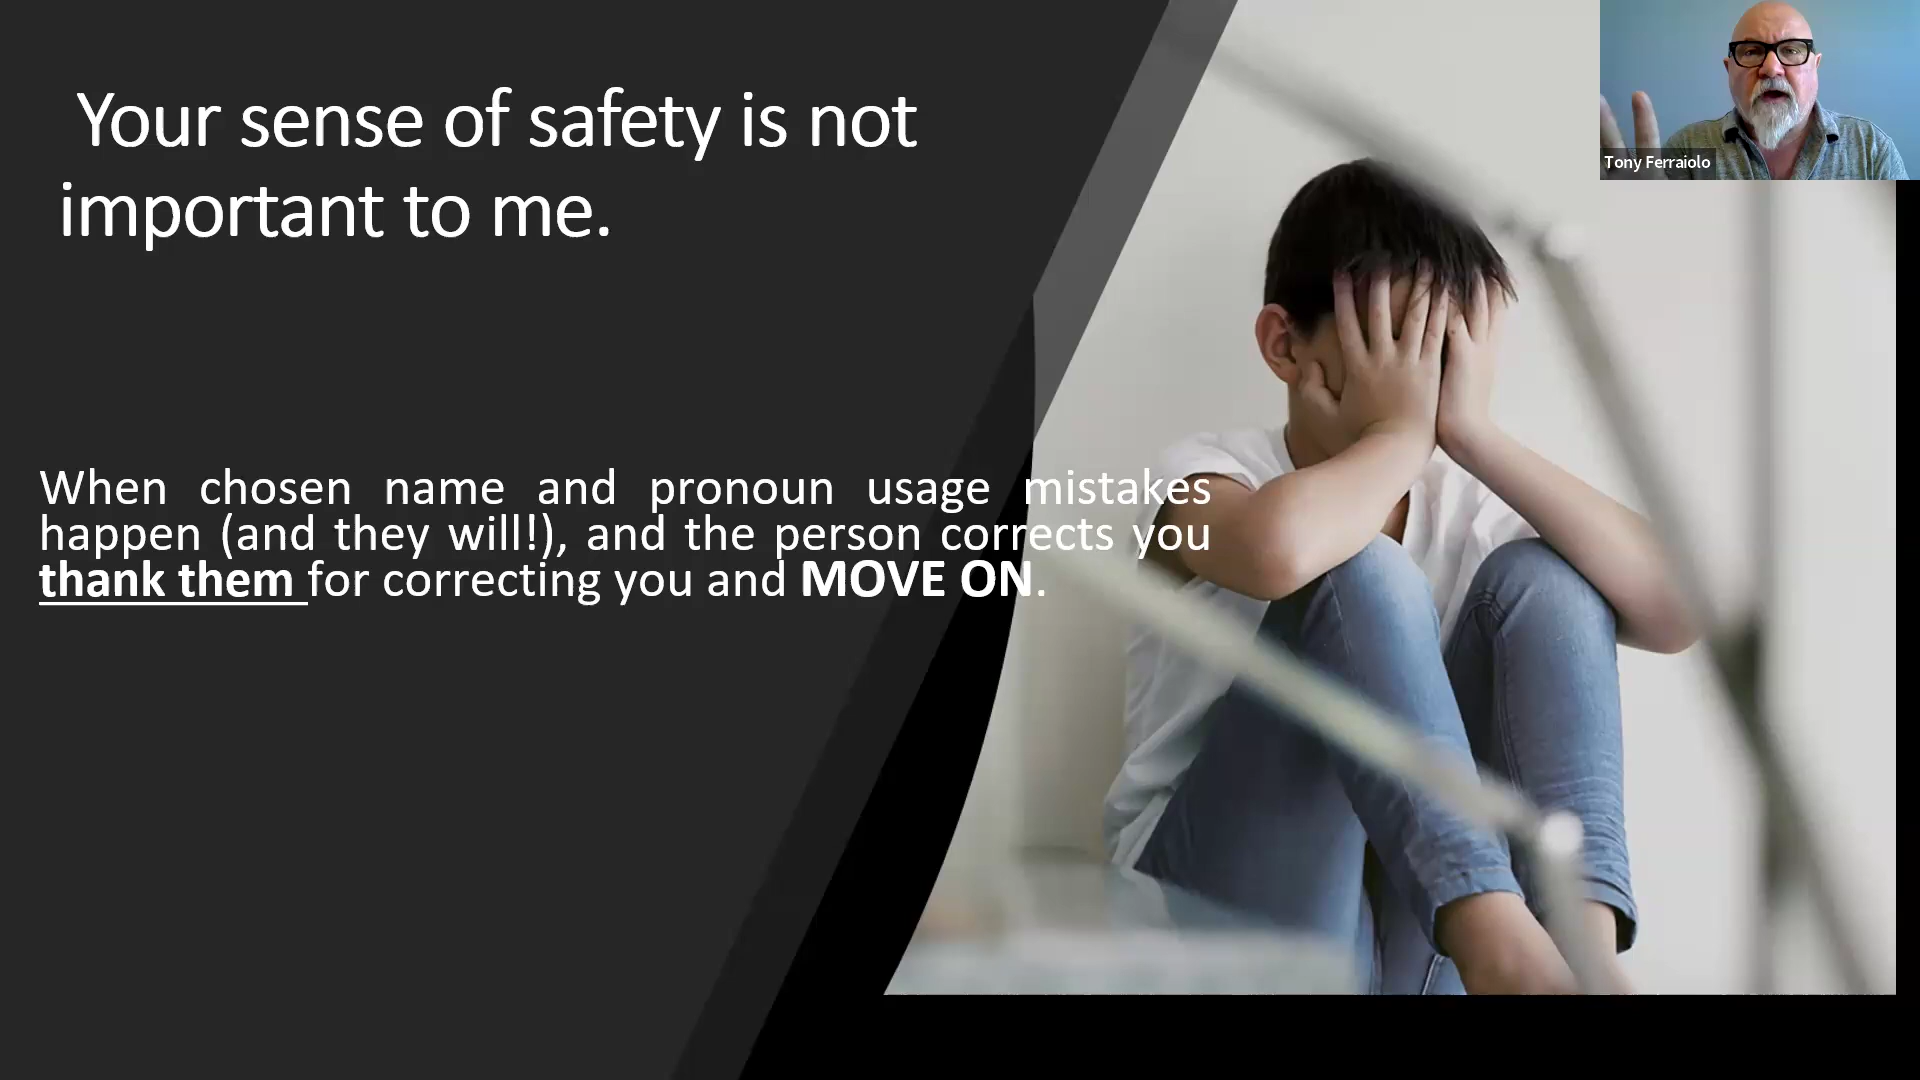 Your sense of safety is not
important to me.
Tony Ferraiolo
When chosen name and pronoun usage mistakes
happen (and they will!), and the person corrects you
thank them for correcting you and MOVE ON.